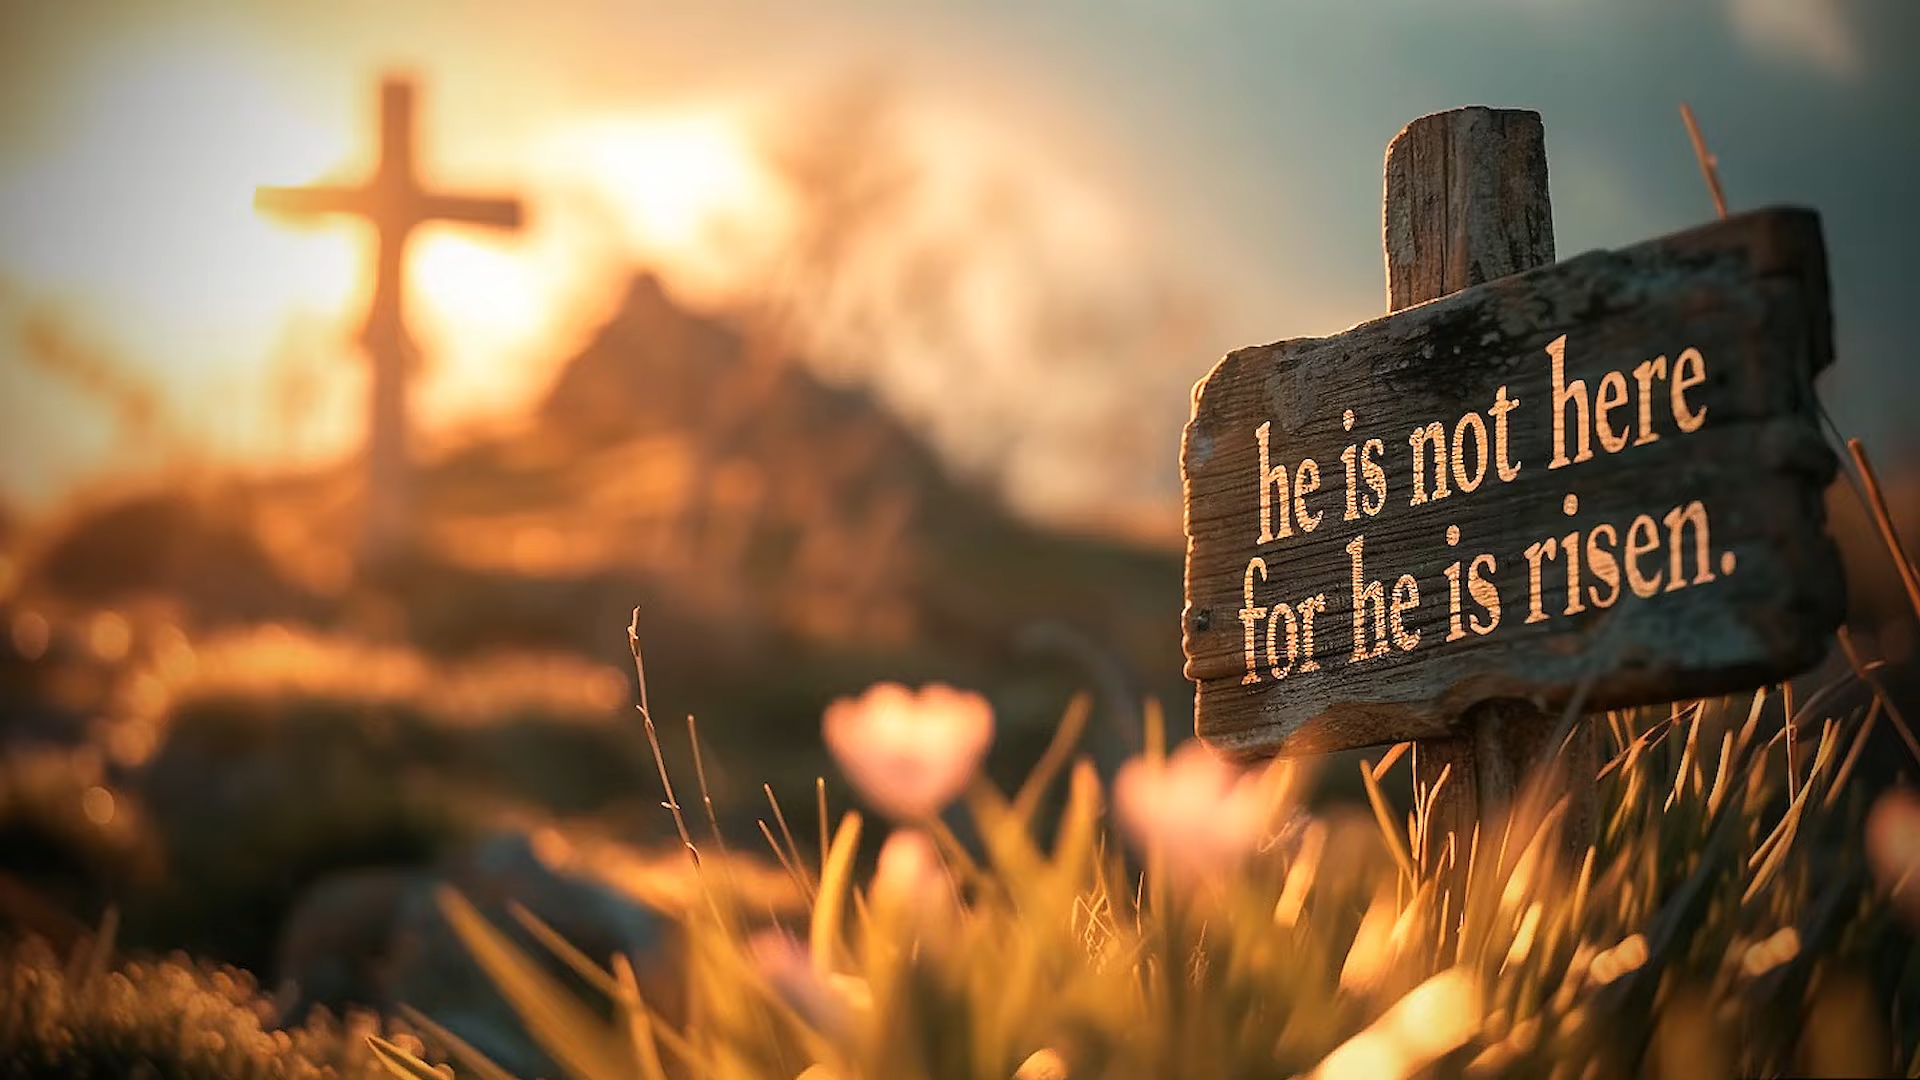 he is not here
for he is risen.